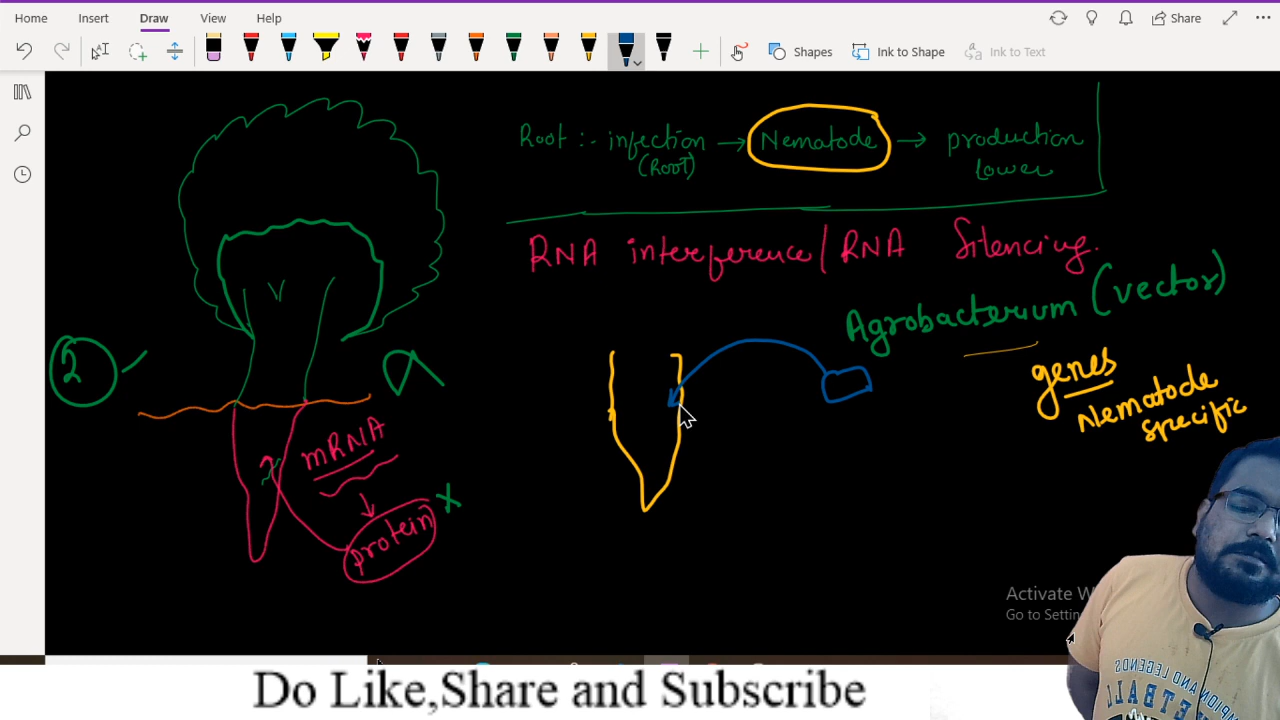 Home Insert Draw View Help
Share
Shapes Ink to Shape Ink to Text
Root :- infection → Nematode → production
(Root) Lower
RNA interference/RNA Silencing.
Agrobacterium (vector)
genes
Nematode
specific
2
mRNA
protein x
Activate W
Go to Settin
Do Like,Share and Subscribe